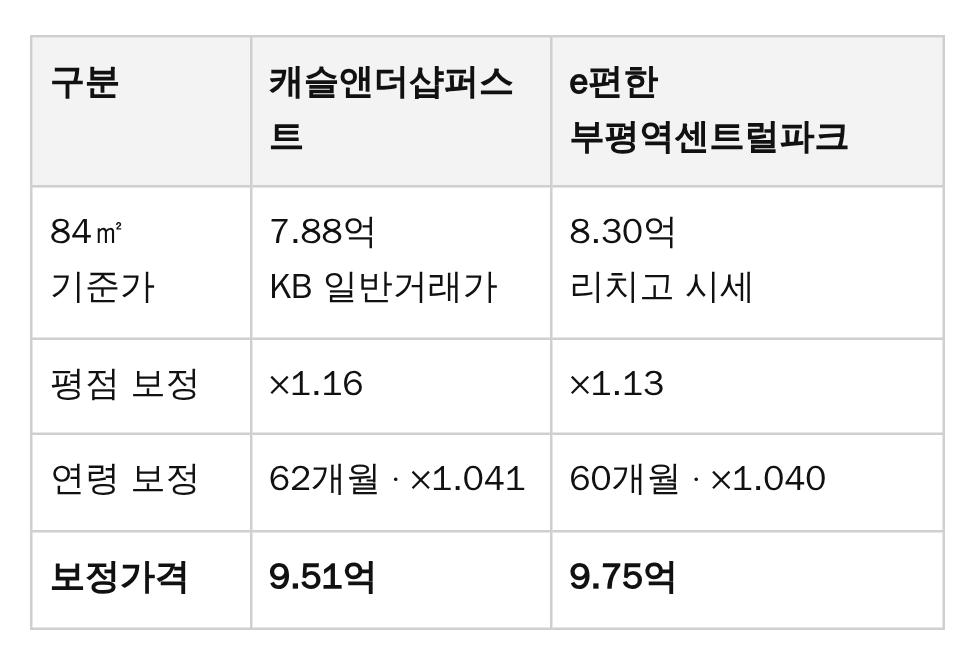 구분
캐슬앤더샵퍼스
트
e편한
부평역센트럴파크
84㎡
기준가
7.88억
KB 일반거래가
8.30억
리치고 시세
평점 보정
×1.16
×1.13
연령 보정
62개월 · ×1.041
60개월 · ×1.040
보정가격
9.51억
9.75억